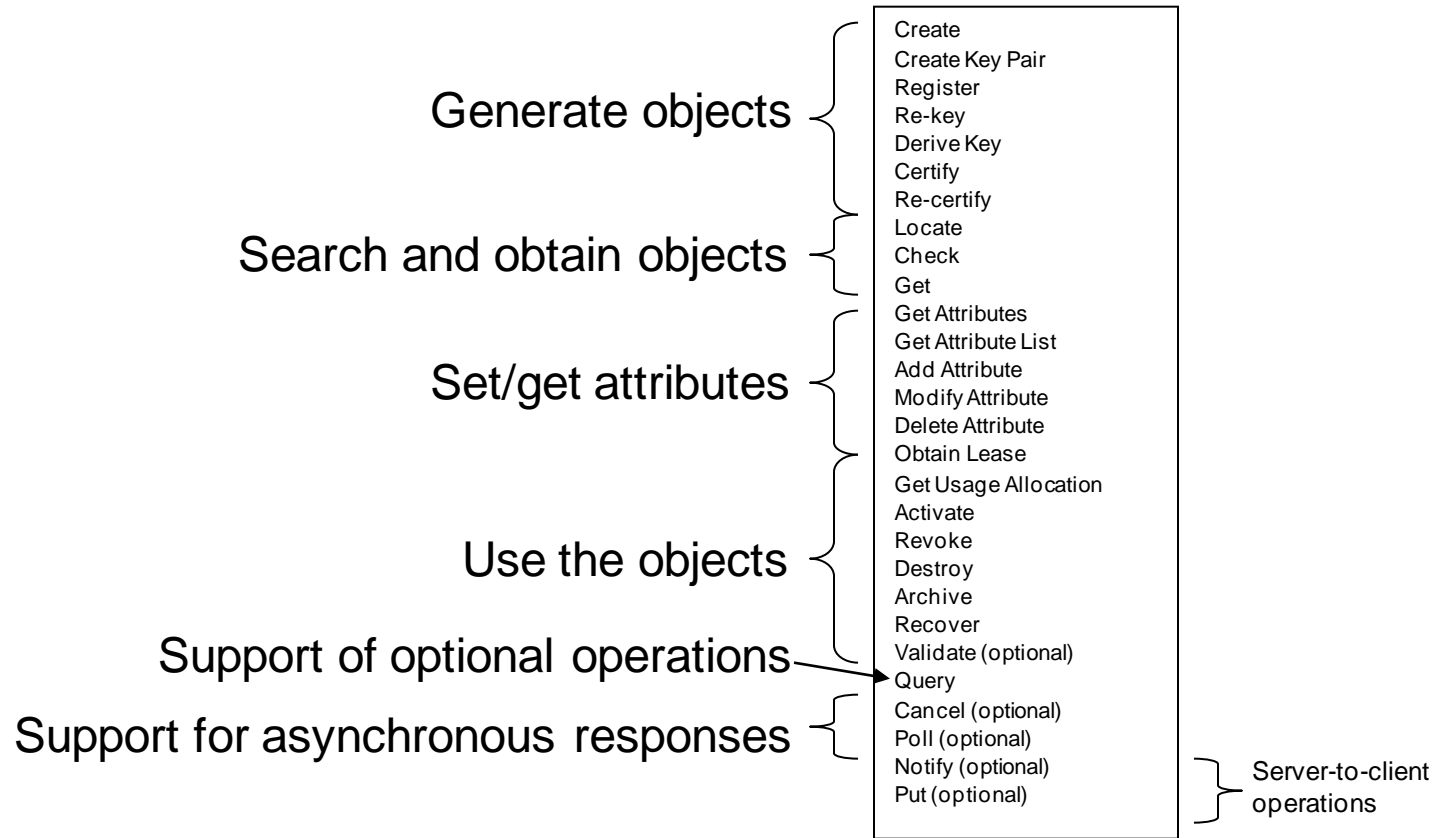 Generate objects
Search and obtain objects
Set/get attributes
Use the objects
Support of optional operations
Support for asynchronous responses
Create
Create Key Pair
Register
Re-key
Derive Key
Certify
Re-certify
Locate
Check
Get
Get Attributes
Get Attribute List
Add Attribute
Modify Attribute
Delete Attribute
Obtain Lease
Get Usage Allocation
Activate
Revoke
Destroy
Archive
Recover
Validate (optional)
Query
Cancel (optional)
Poll (optional)
Notify (optional)
Put (optional)
Server-to-client
operations